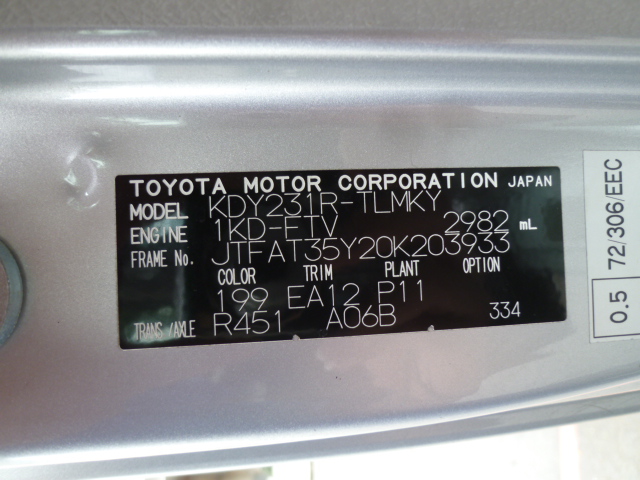 TOYOTA MOTOR CORPORATION JAPAN
MODEL KDY231R-TLMKY
ENGINE 1KD-FTV 2982 mL
FRAME No. JTFAT35Y20K203933
COLOR TRIM PLANT OPTION
199 EA12 P11
TRANS/AXLE R451 A06B 334
72/306/EEC
0.5